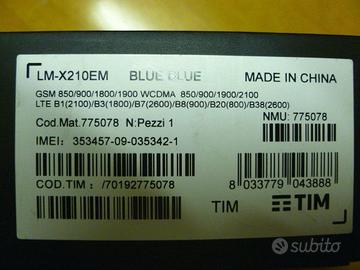 LM-X210EM BLUE BLUE MADE IN CHINA
GSM 850/900/1800/1900 WCDMA 850/900/1900/2100
LTE B1(2100)/B3(1800)/B7(2600)/B8(900)/B20(800)/B38(2600)
Cod.Mat.775078 N:Pezzi 1 NMU: 775078
IMEI: 353457-09-035342-1
COD.TIM : /70192775078
8 033779 043888
TIM TIM
subito